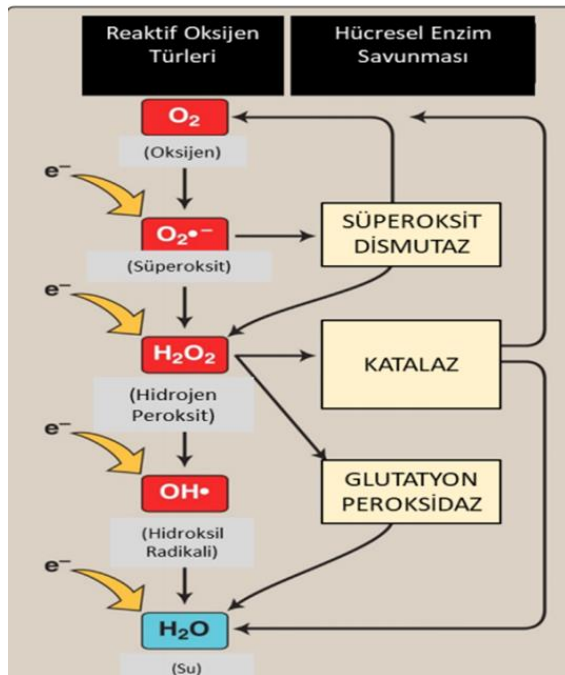 Reaktif Oksijen
Türleri
Hücresel Enzim
Savunması
O₂
(Oksijen)
e⁻
O₂•⁻
(Süperoksit)
SÜPEROKSİT
DİSMUTAZ
e⁻
H₂O₂
(Hidrojen
Peroksit)
KATALAZ
e⁻
OH•
(Hidroksil
Radikali)
GLUTATYON
PEROKSİDAZ
e⁻
H₂O
(Su)